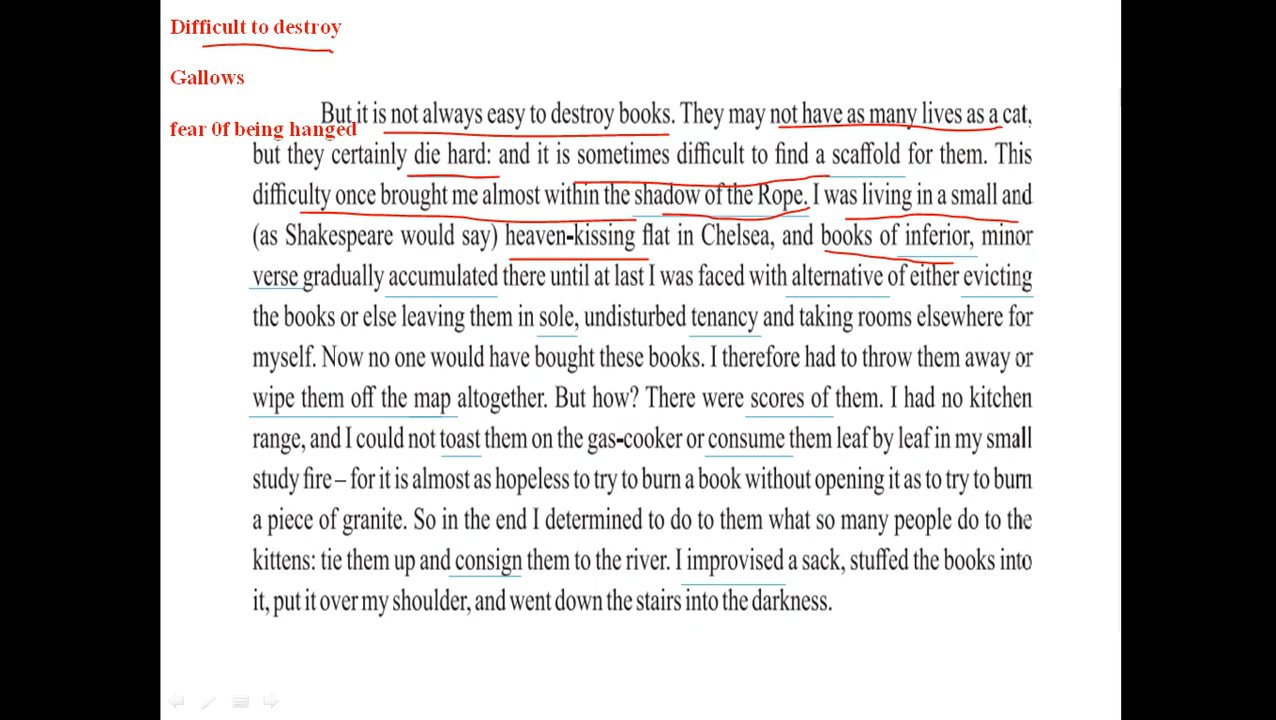 Difficult to destroy
Gallows
fear 0f being hanged
But it is not always easy to destroy books. They may not have as many lives as a cat,
but they certainly die hard: and it is sometimes difficult to find a scaffold for them. This
difficulty once brought me almost within the shadow of the Rope. I was living in a small and
(as Shakespeare would say) heaven-kissing flat in Chelsea, and books of inferior, minor
verse gradually accumulated there until at last I was faced with alternative of either evicting
the books or else leaving them in sole, undisturbed tenancy and taking rooms elsewhere for
myself. Now no one would have bought these books. I therefore had to throw them away or
wipe them off the map altogether. But how? There were scores of them. I had no kitchen
range, and I could not toast them on the gas-cooker or consume them leaf by leaf in my small
study fire – for it is almost as hopeless to try to burn a book without opening it as to try to burn
a piece of granite. So in the end I determined to do to them what so many people do to the
kittens: tie them up and consign them to the river. I improvised a sack, stuffed the books into
it, put it over my shoulder, and went down the stairs into the darkness.